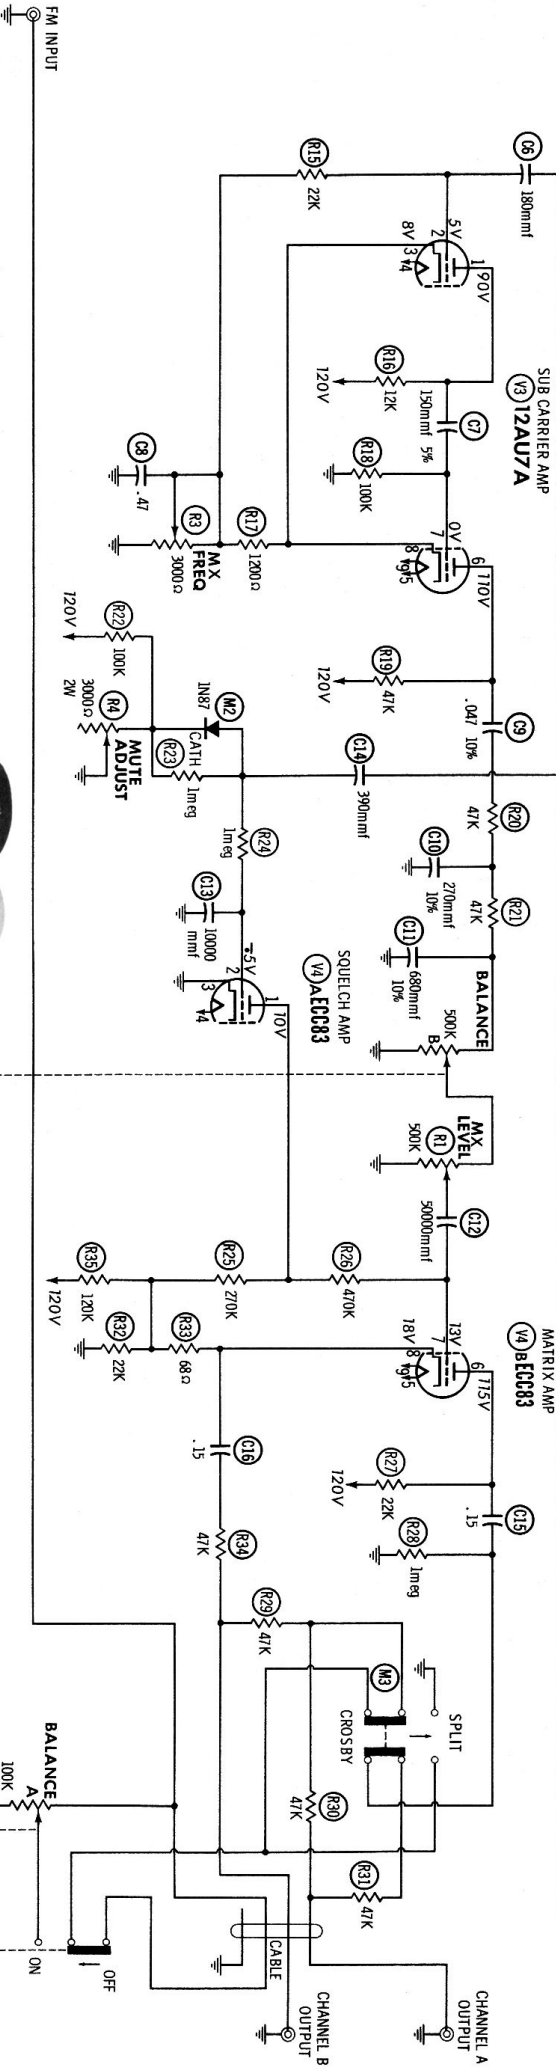 FM INPUT
C6
180mmf
R15
22K
5V
2
8V
3
4
1
90V
SUB CARRIER AMP
V3 12AU7A
R16
12K
120V
C7
150mmf 5%
R18
100K
C8
.47
R3
3000Ω
MX
FREQ
R17
1200Ω
0V
7
8
5
6
110V
R19
47K
120V
C9
.047 10%
R20
47K
C10
270mmf
10%
R21
47K
C11
680mmf
10%
BALANCE
500K
B
R22
100K
120V
R4
3000Ω
2W
MUTE
ADJUST
M2
1N87
CATH
R23
1meg
C14
390mmf
R24
1meg
C13
10000
mmf
SQUELCH AMP
V4 A ECC83
-.5V
2
3
4
1
10V
MX
LEVEL
R1
500K
C12
50000mmf
R35
120K
120V
R25
270K
R26
470K
R32
22K
R33
68Ω
MATRIX AMP
V4 B ECC83
13V
7
18V
8
5
6
115V
R27
22K
120V
C15
.15
R28
1meg
C16
.15
R34
47K
R29
47K
M3
SPLIT
CROSBY
R30
47K
R31
47K
BALANCE
A
100K
ON
OFF
CABLE
CHANNEL A
OUTPUT
CHANNEL B
OUTPUT